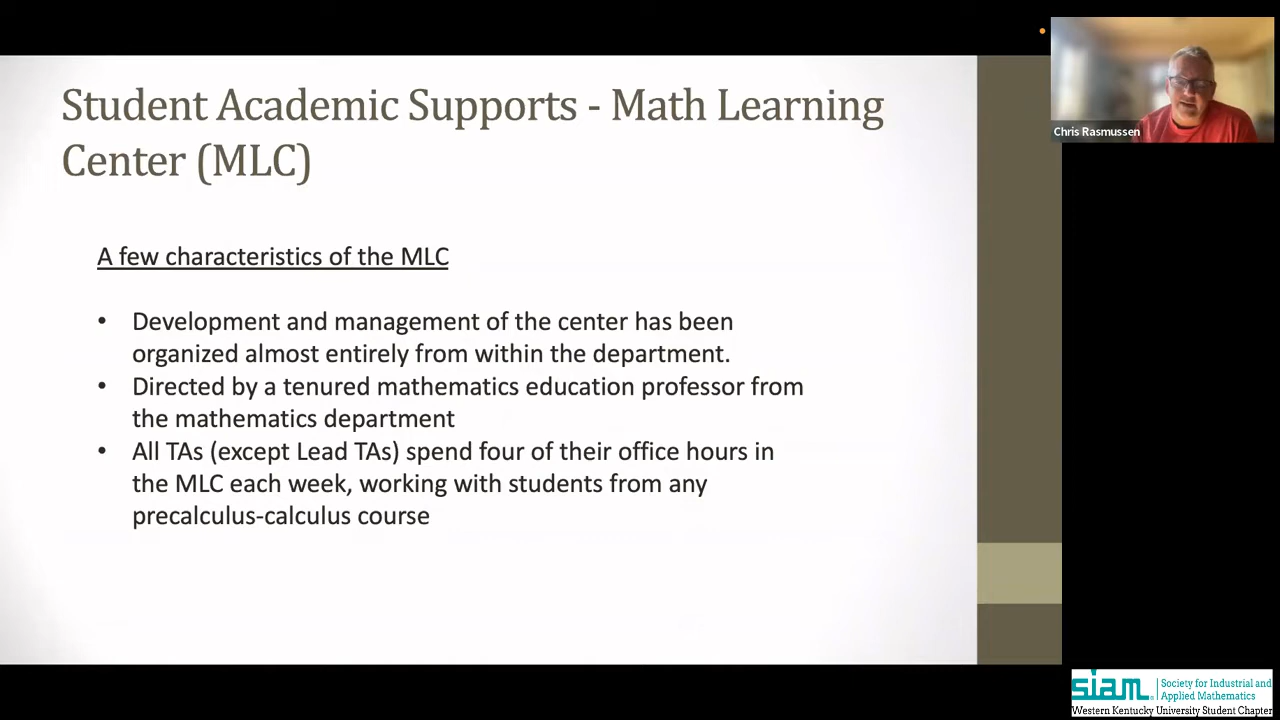 Student Academic Supports - Math Learning
Center (MLC)
A few characteristics of the MLC
• Development and management of the center has been
organized almost entirely from within the department.
• Directed by a tenured mathematics education professor from
the mathematics department
• All TAs (except Lead TAs) spend four of their office hours in
the MLC each week, working with students from any
precalculus-calculus course
Chris Rasmussen
siam. Society for Industrial and
Applied Mathematics
Western Kentucky University Student Chapter